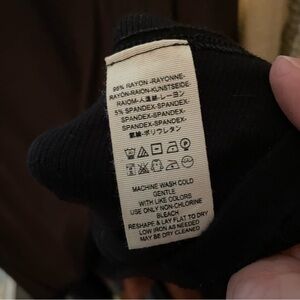 95% RAYON -RAYONNE-
RAYON-RAION-KUNSTSEIDE-
RAIOM-人造絲-レーヨン
5% SPANDEX-SPANDEX-
SPANDEX-SPANDEX-
SPANDEX-SPANDEX-
氨綸-ポリウレタン
MACHINE WASH COLD
GENTLE
WITH LIKE COLORS
USE ONLY NON-CHLORINE
BLEACH
RESHAPE & LAY FLAT TO DRY
LOW IRON AS NEEDED
MAY BE DRY CLEANED